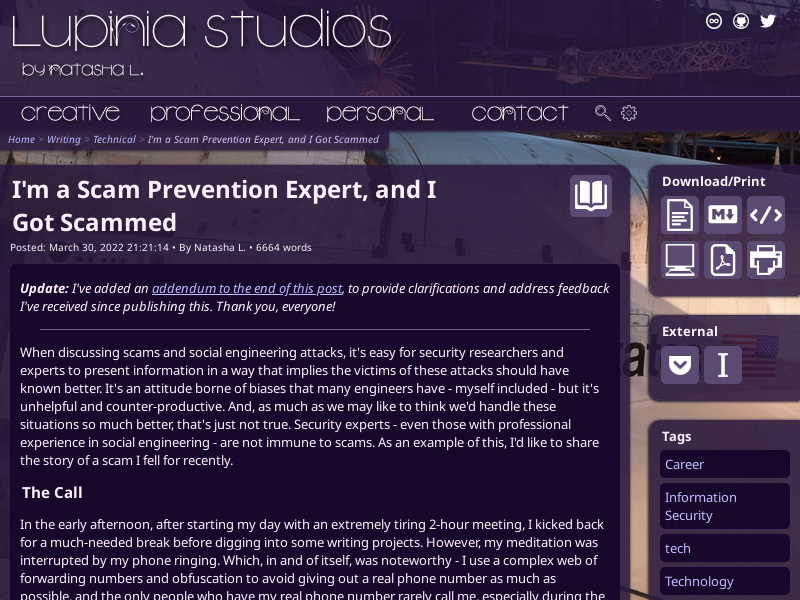 Lupinia studios
by Natasha L.
creative professional personal contact
Home > Writing > Technical > I'm a Scam Prevention Expert, and I Got Scammed
I'm a Scam Prevention Expert, and I
Got Scammed
Posted: March 30, 2022 21:21:14 • By Natasha L. • 6664 words
Update: I've added an addendum to the end of this post, to provide clarifications and address feedback
I've received since publishing this. Thank you, everyone!
When discussing scams and social engineering attacks, it's easy for security researchers and
experts to present information in a way that implies the victims of these attacks should have
known better. It's an attitude borne of biases that many engineers have - myself included - but it's
unhelpful and counter-productive. And, as much as we may like to think we'd handle these
situations so much better, that's just not true. Security experts - even those with professional
experience in social engineering - are not immune to scams. As an example of this, I'd like to share
the story of a scam I fell for recently.
The Call
In the early afternoon, after starting my day with an extremely tiring 2-hour meeting, I kicked back
for a much-needed break before digging into some writing projects. However, my meditation was
interrupted by my phone ringing. Which, in and of itself, was noteworthy - I use a complex web of
forwarding numbers and obfuscation to avoid giving out a real phone number as much as
possible, and the only people who have my real phone number rarely call me, especially during the
Download/Print
M
</>
External
I
Tags
Career
Information
Security
tech
Technology